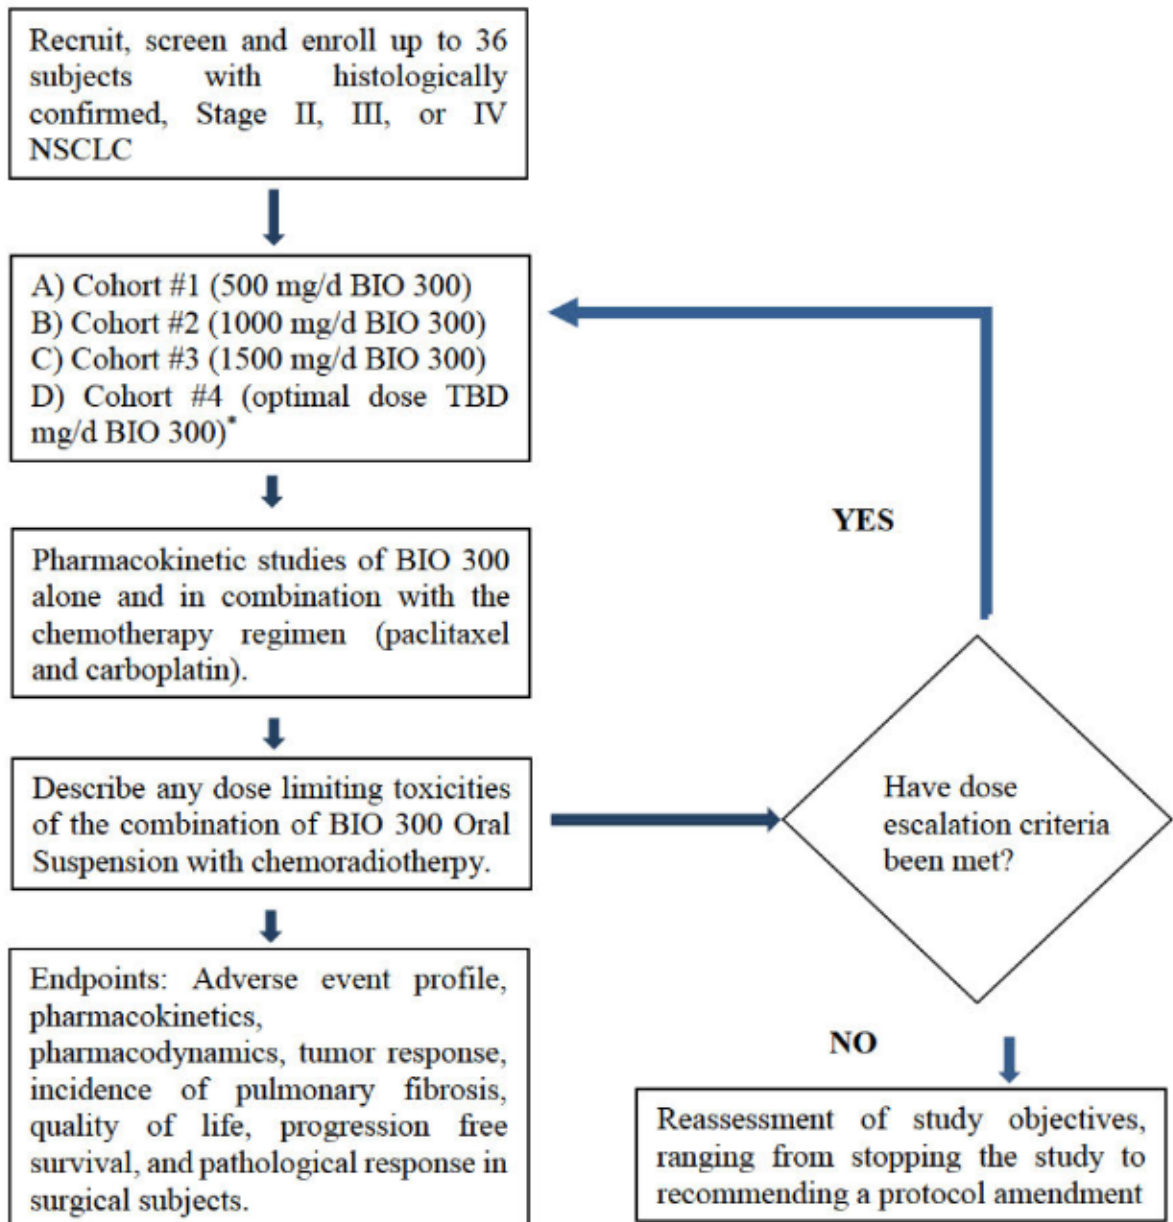 Recruit, screen and enroll up to 36
subjects with histologically
confirmed, Stage II, III, or IV
NSCLC
A) Cohort #1 (500 mg/d BIO 300)
B) Cohort #2 (1000 mg/d BIO 300)
C) Cohort #3 (1500 mg/d BIO 300)
D) Cohort #4 (optimal dose TBD
mg/d BIO 300)*
Pharmacokinetic studies of BIO 300
alone and in combination with the
chemotherapy regimen (paclitaxel
and carboplatin).
Describe any dose limiting toxicities
of the combination of BIO 300 Oral
Suspension with chemoradiotherpy.
Endpoints: Adverse event profile,
pharmacokinetics,
pharmacodynamics, tumor response,
incidence of pulmonary fibrosis,
quality of life, progression free
survival, and pathological response in
surgical subjects.
YES
Have dose
escalation criteria
been met?
NO
Reassessment of study objectives,
ranging from stopping the study to
recommending a protocol amendment